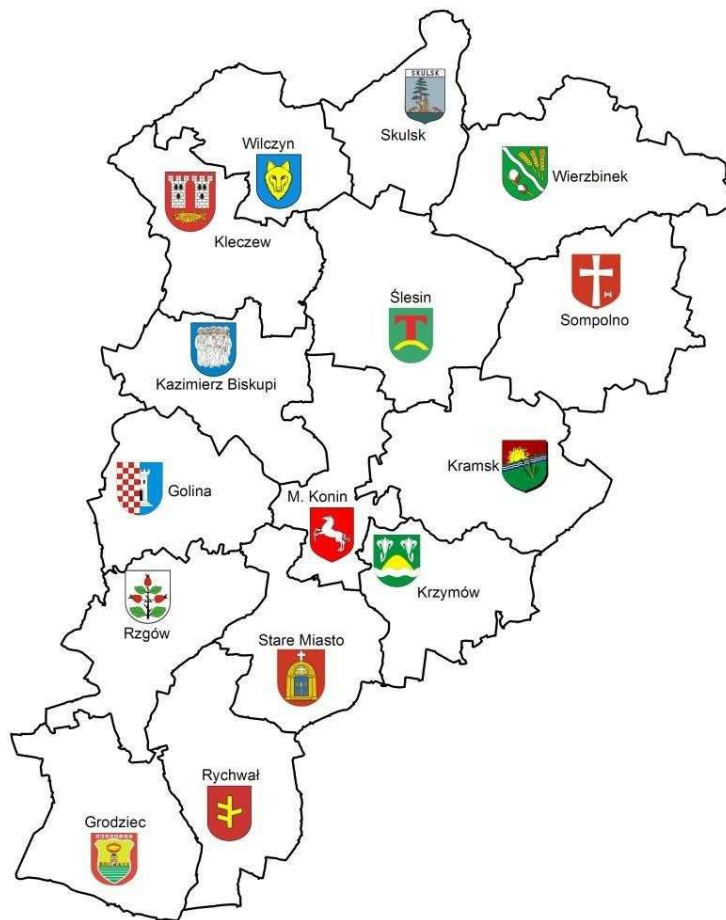 SKULSK
Skulsk
Wilczyn
Wierzbinek
Kleczew
Ślesin
Sompolno
Kazimierz Biskupi
Kramsk
Golina
M. Konin
Krzymów
Rzgów
Stare Miasto
Rychwał
Grodziec